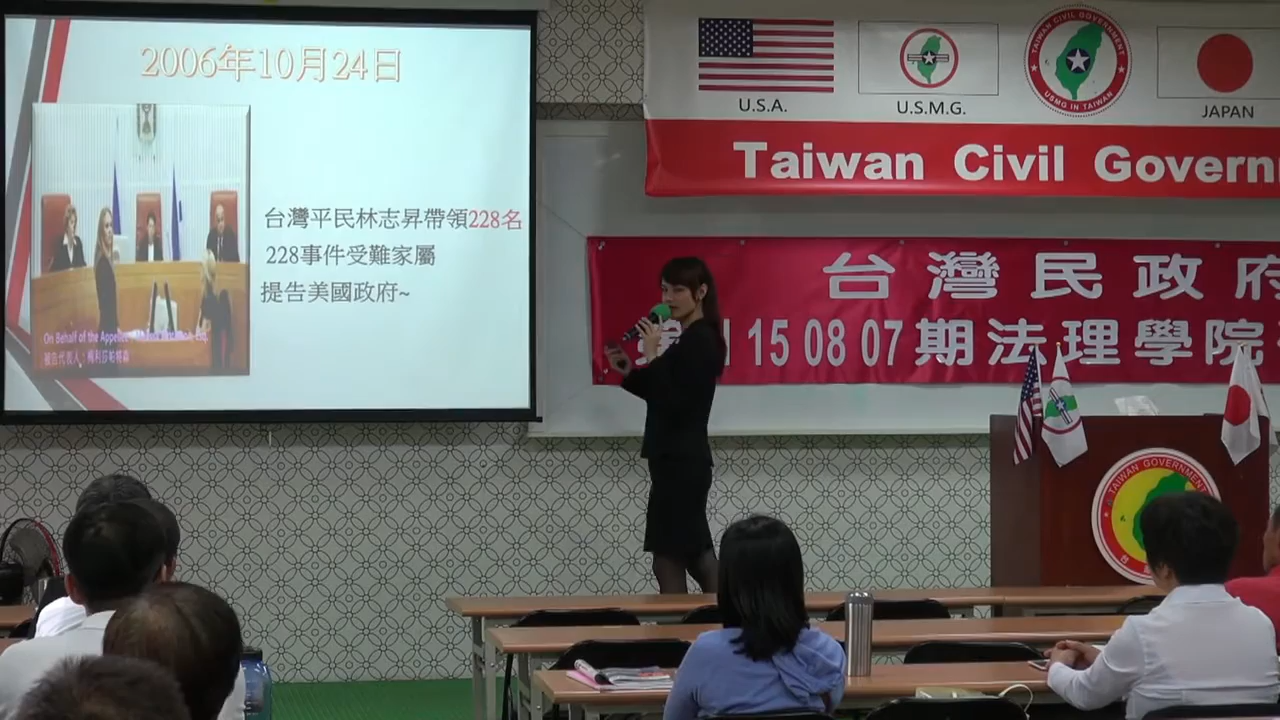 2006年10月24日
台灣平民林志昇帶領228名
228事件受難家屬
提告美國政府~
On Behalf of the Appellee
U.S.A.
U.S.M.G.
TAIWAN CIVIL GOVERNMENT
USMG IN TAIWAN
JAPAN
Taiwan Civil Governm
台灣民政府
15 08 07期法理學院
TAIWAN GOVERNMENT